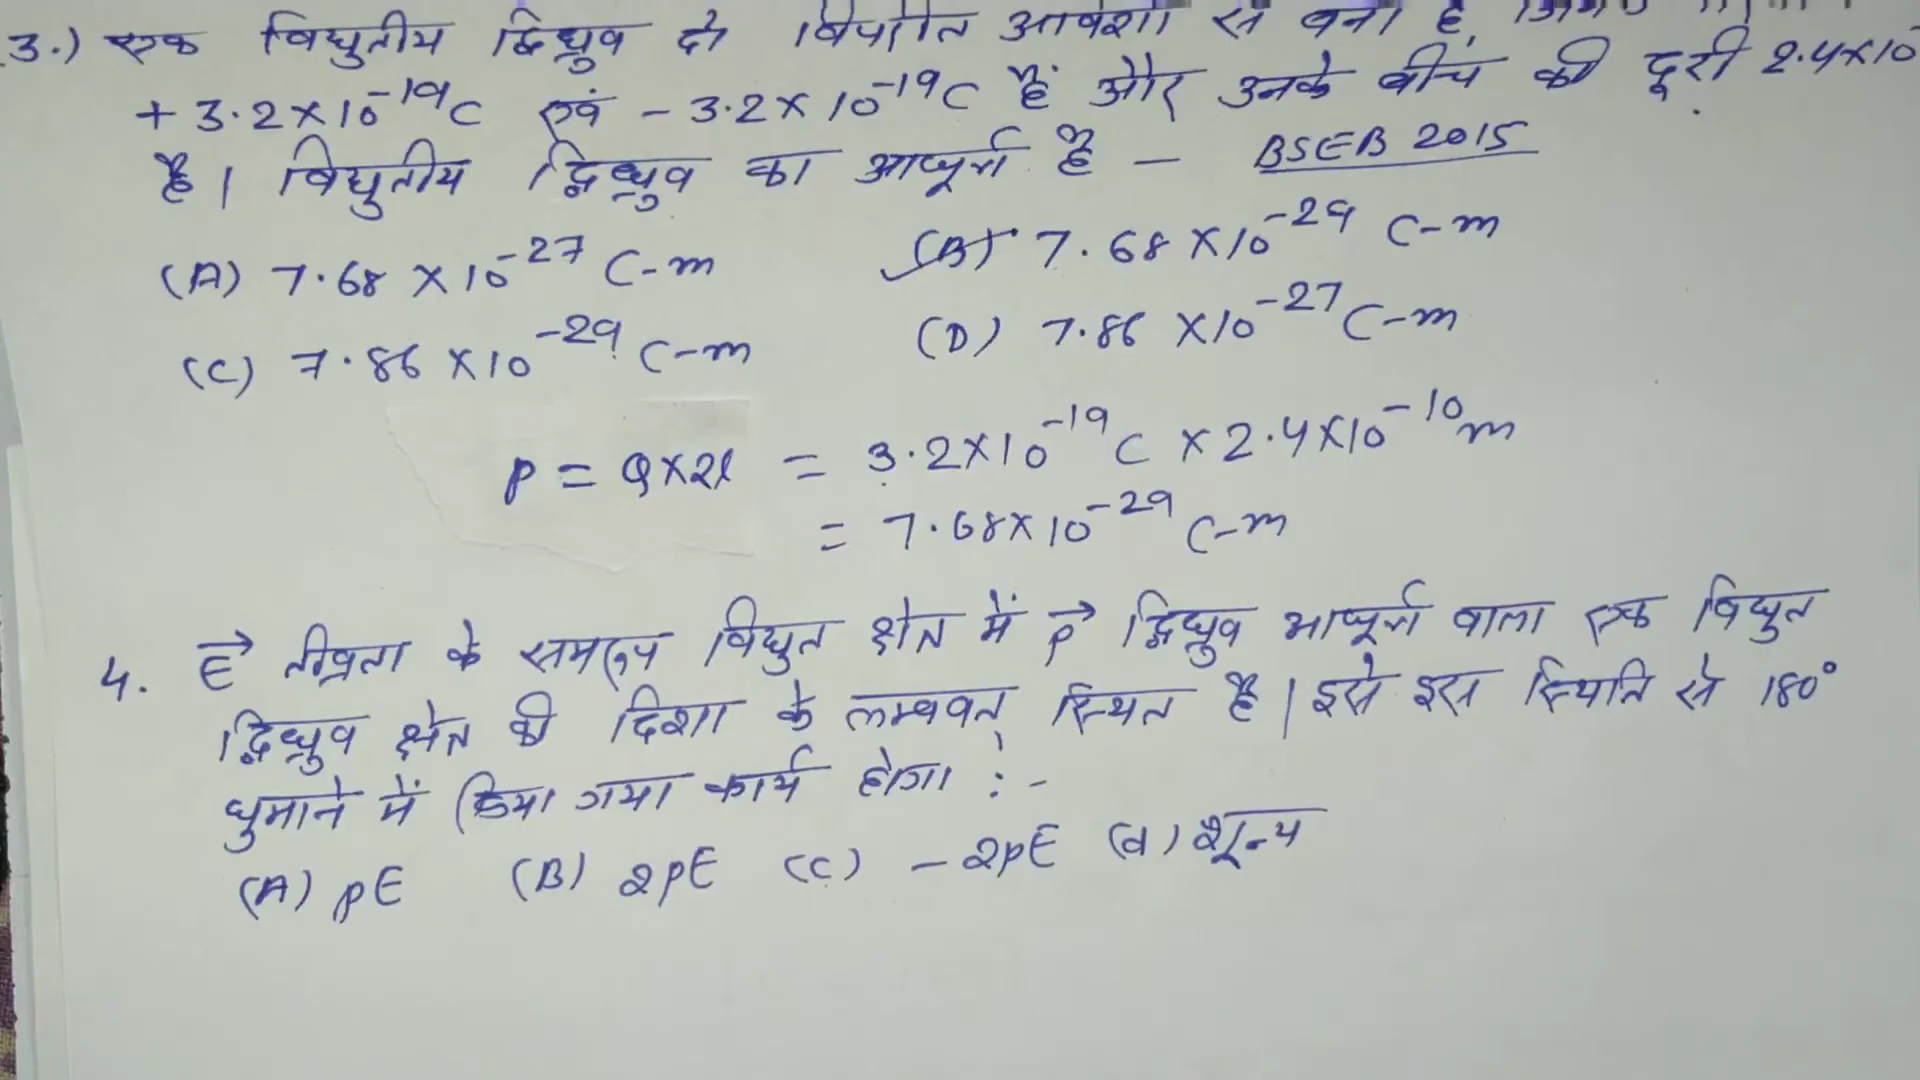 3.) एक विद्युतीय द्विध्रुव दो विपरीत आवेशों से बना है,
+ 3.2×10⁻¹⁹C एवं – 3.2×10⁻¹⁹C हैं और उनके बीच की दूरी 2.4×10
है। विद्युतीय द्विध्रुव का आघूर्ण है — BSEB 2015
(A) 7.68 ×10⁻²⁷ C-m (B) 7.68 ×10⁻²⁹ C-m
(C) 7.86 ×10⁻²⁹ C-m (D) 7.86 ×10⁻²⁷ C-m
p = Q×2l = 3.2×10⁻¹⁹ C × 2.4×10⁻¹⁰ m
= 7.68×10⁻²⁹ C-m
4. E⃗ तीव्रता के समरूप विद्युत क्षेत्र में p⃗ द्विध्रुव आघूर्ण वाला एक विद्युत
द्विध्रुव क्षेत्र की दिशा के लम्बवत् स्थित है। इसे इस स्थिति से 180°
घुमाने में किया गया कार्य होगा :-
(A) pE (B) 2pE (C) – 2pE (d) शून्य